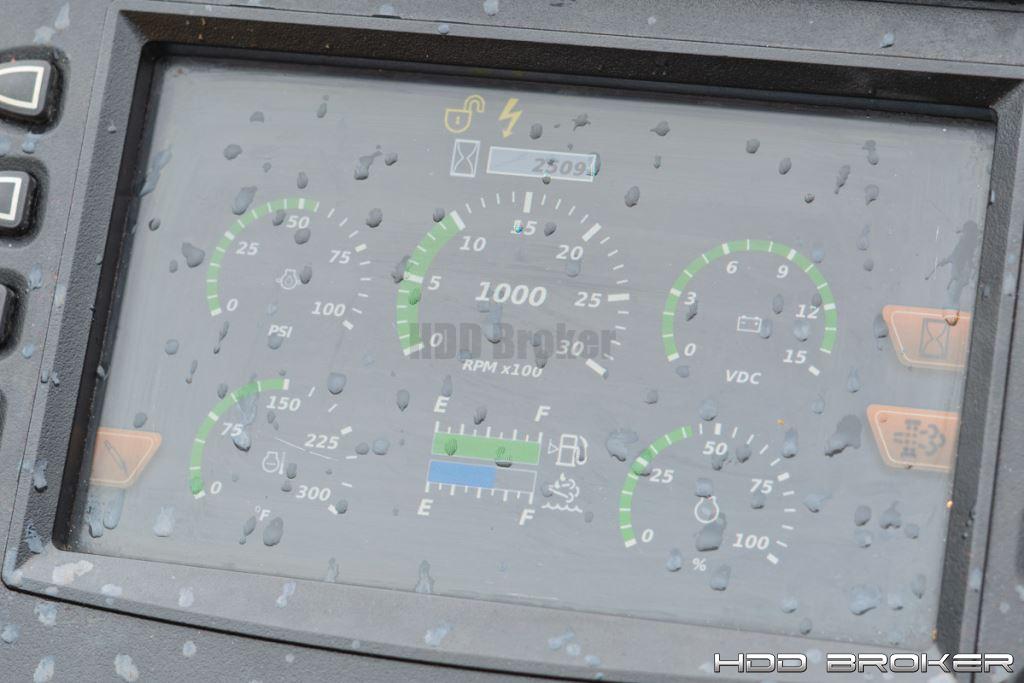 2509
0 25 50 75 100
PSI
0 5 10 15 20 25 30
1000
RPM x100
0 3 6 9 12 15
VDC
0 75 150 225 300
°F
E F
E F
0 25 50 75 100
%
HDD Broker
HDD BROKER